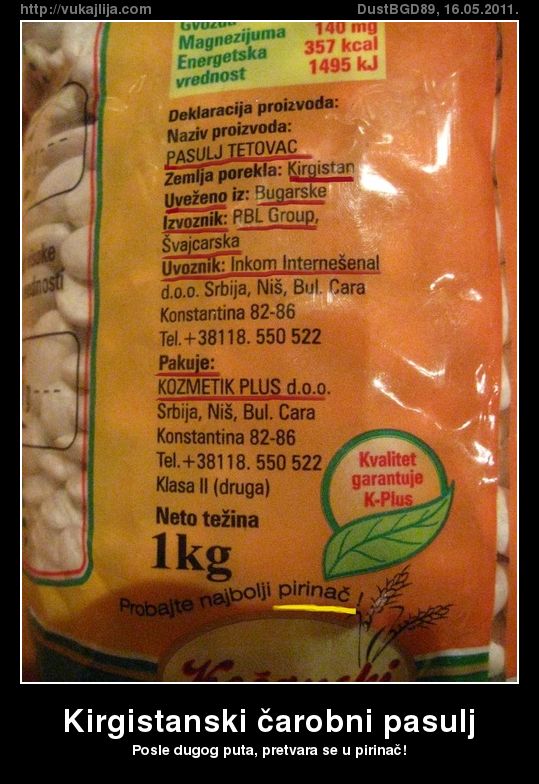 http://vukajlija.com
DustBGD89, 16.05.2011.
Gvožđa
Magnezijuma 140 mg
Energetska 357 kcal
vrednost 1495 kJ
Deklaracija proizvoda:
Naziv proizvoda:
PASULJ TETOVAC
Zemlja porekla: Kirgistan
Uveženo iz: Bugarske
Izvoznik: RBL Group,
Švajcarska
Uvoznik: Inkom Internešenal
d.o.o. Srbija, Niš, Bul. Cara
Konstantina 82-86
Tel.+38118. 550 522
Pakuje:
KOZMETIK PLUS d.o.o.
Srbija, Niš, Bul. Cara
Konstantina 82-86
Tel.+38118. 550 522
Klasa II (druga)
Kvalitet
garantuje
K-Plus
Neto težina
1kg
Probajte najbolji pirinač!
Kirgistanski čarobni pasulj
Posle dugog puta, pretvara se u pirinač!